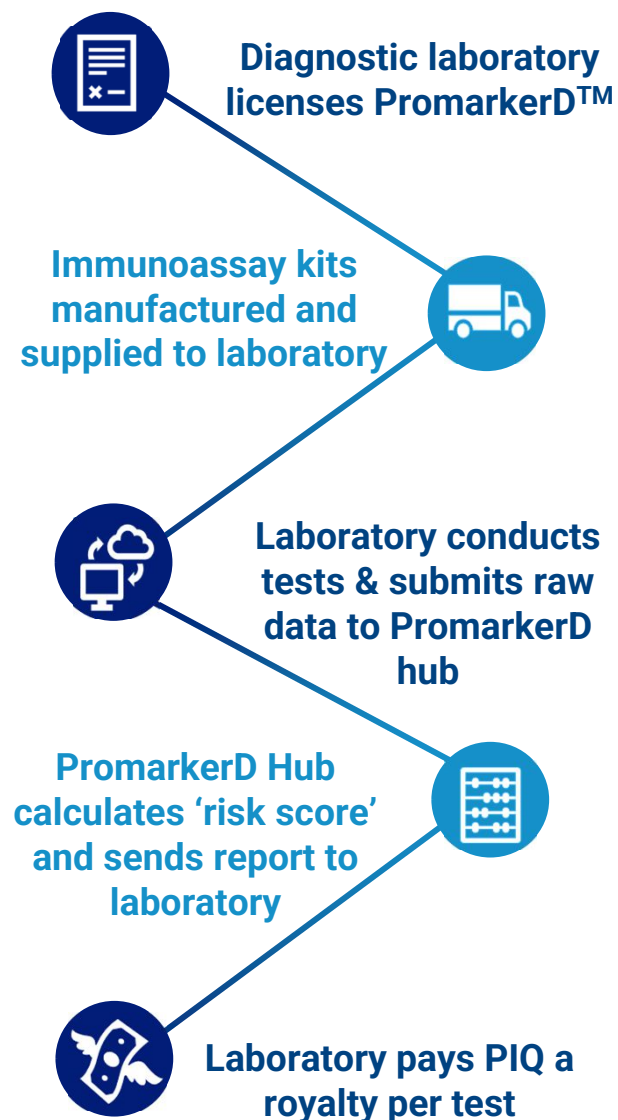 Diagnostic laboratory
licenses PromarkerD™
Immunoassay kits
manufactured and
supplied to laboratory
Laboratory conducts
tests & submits raw
data to PromarkerD
hub
PromarkerD Hub
calculates ‘risk score’
and sends report to
laboratory
Laboratory pays PIQ a
royalty per test